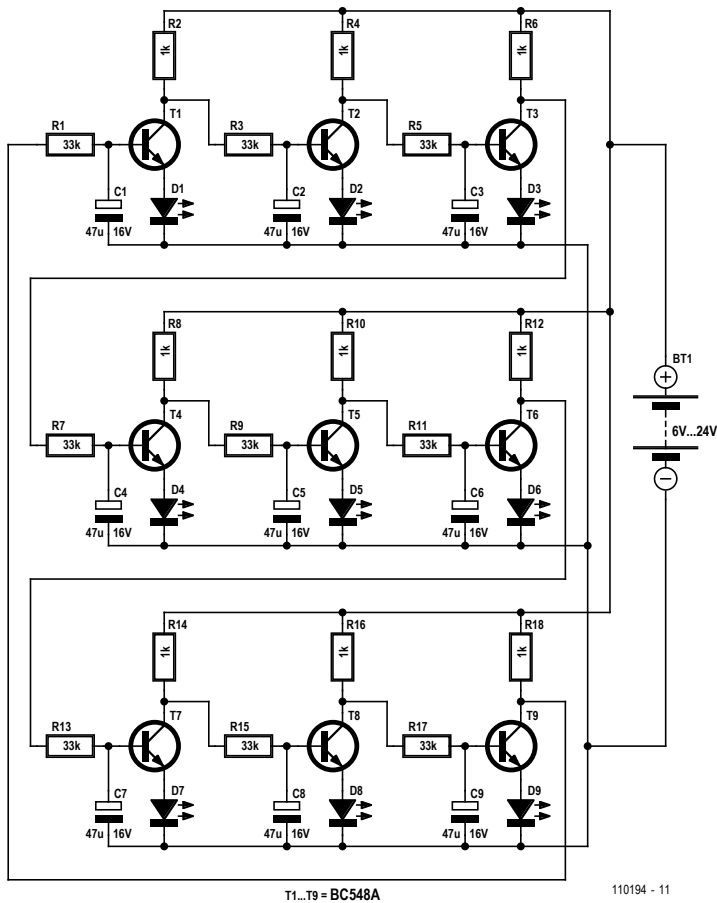 R2 R4 R6
1k 1k 1k
T1 T2 T3
R1 R3 R5
33k 33k 33k
C1 D1 C2 D2 C3 D3
47u 16V 47u 16V 47u 16V
R8 R10 R12
1k 1k 1k
BT1
+
6V...24V
−
T4 T5 T6
R7 R9 R11
33k 33k 33k
C4 D4 C5 D5 C6 D6
47u 16V 47u 16V 47u 16V
R14 R16 R18
1k 1k 1k
T7 T8 T9
R13 R15 R17
33k 33k 33k
C7 D7 C8 D8 C9 D9
47u 16V 47u 16V 47u 16V
T1...T9 = BC548A
110194 - 11